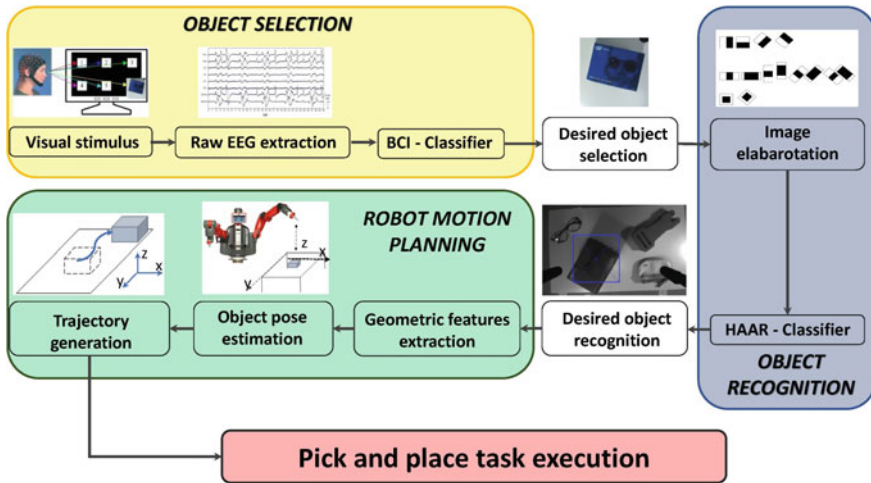 OBJECT SELECTION
Visual stimulus
Raw EEG extraction
BCI - Classifier
Desired object
selection
Image
elabarotation
ROBOT MOTION
PLANNING
z
x
y
z
x
y
Trajectory
generation
Object pose
estimation
Geometric features
extraction
Desired object
recognition
HAAR - Classifier
OBJECT
RECOGNITION
Pick and place task execution